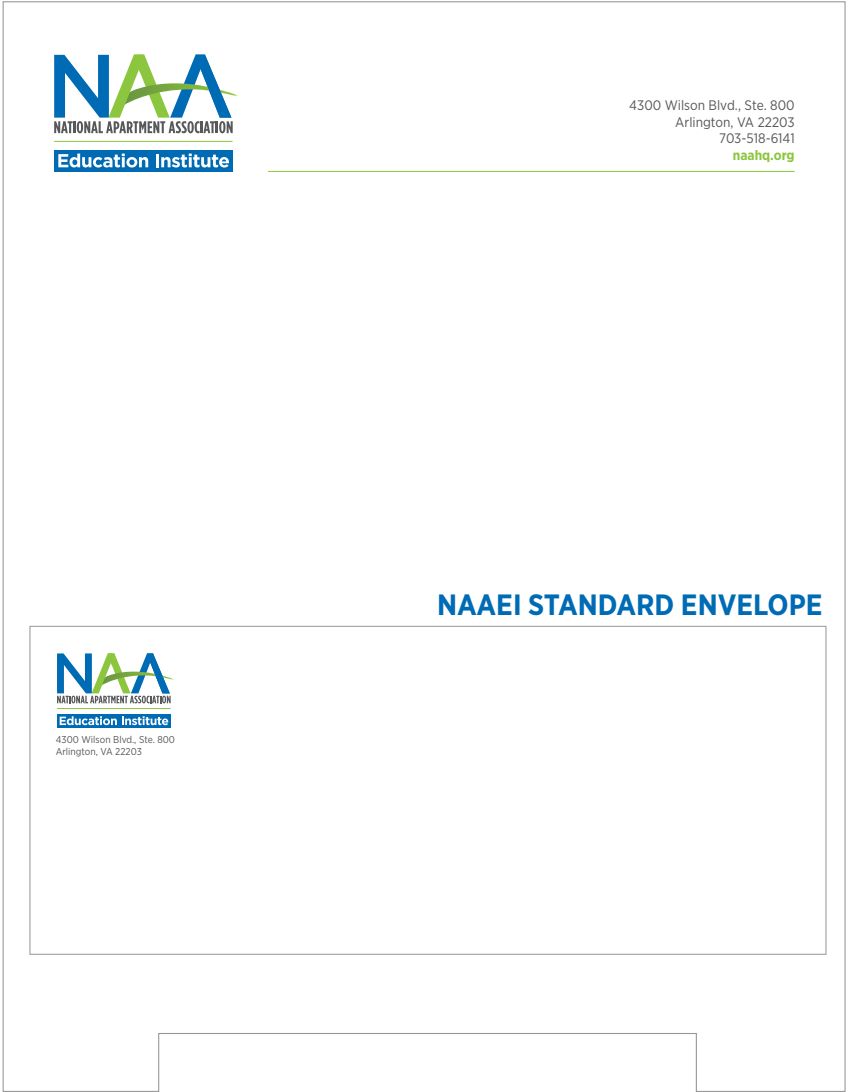 NAA
NATIONAL APARTMENT ASSOCIATION
Education Institute
4300 Wilson Blvd., Ste. 800
Arlington, VA 22203
703-518-6141
naahq.org
NAAEI STANDARD ENVELOPE
NAA
NATIONAL APARTMENT ASSOCIATION
Education Institute
4300 Wilson Blvd., Ste. 800
Arlington, VA 22203